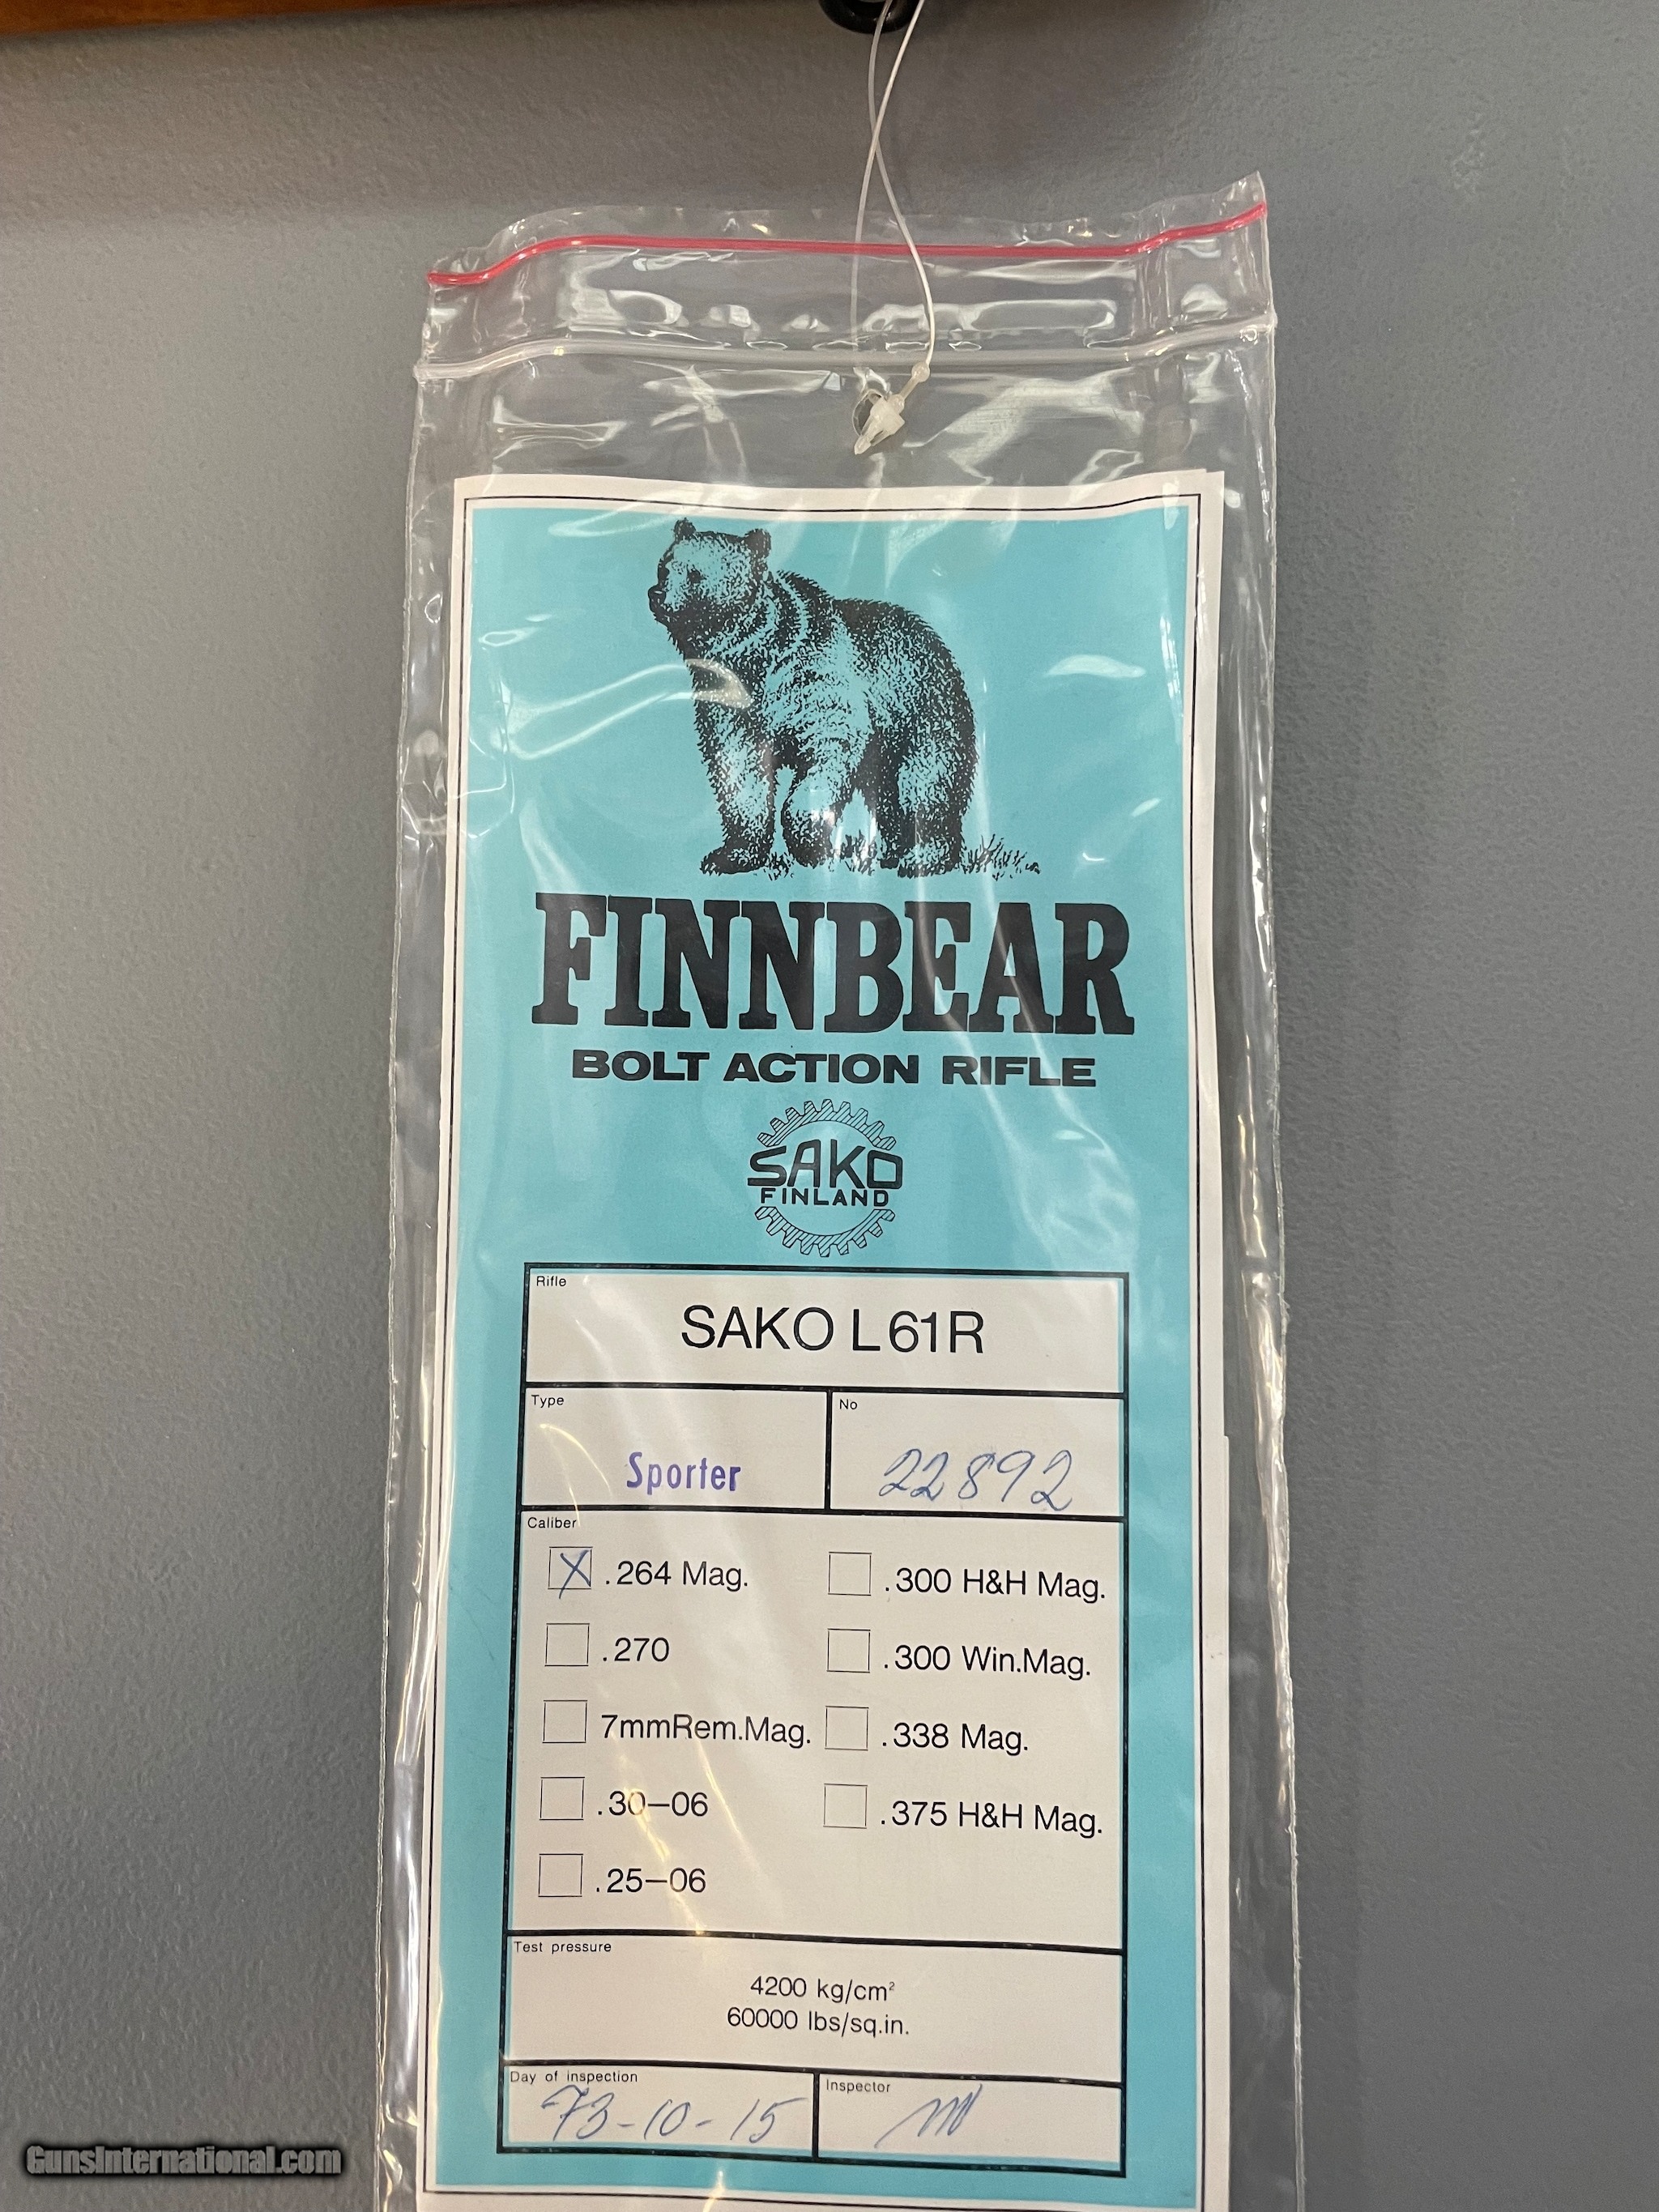 FINNBEAR
BOLT ACTION RIFLE
SAKO
FINLAND
Rifle
SAKO L61R
Type
Sporter
No
22892
Caliber
X .264 Mag.
.300 H&H Mag.
.270
.300 Win.Mag.
7mmRem.Mag.
.338 Mag.
.30-06
.375 H&H Mag.
.25-06
Test pressure
4200 kg/cm²
60000 lbs/sq.in.
Day of inspection
73-10-15
Inspector
GunsInternational.com